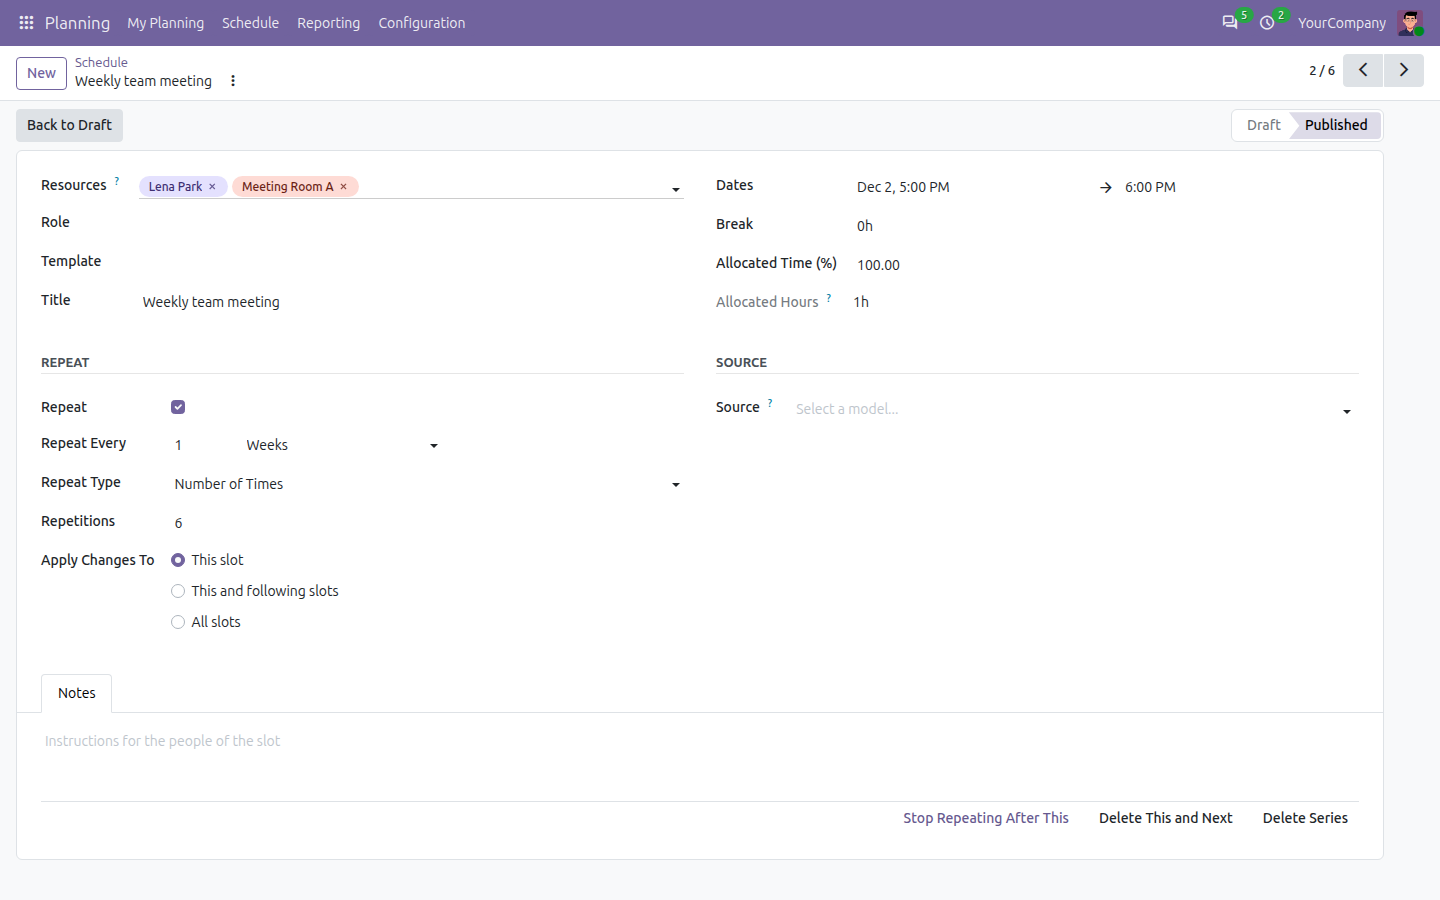 Planning My Planning Schedule Reporting Configuration 5 2 YourCompany
New Schedule
Weekly team meeting 2 / 6
Back to Draft Draft Published
Resources ? Lena Park × Meeting Room A × Dates Dec 2, 5:00 PM → 6:00 PM
Role Break 0h
Template Allocated Time (%) 100.00
Title Weekly team meeting Allocated Hours ? 1h
REPEAT SOURCE
Repeat Source ? Select a model...
Repeat Every 1 Weeks
Repeat Type Number of Times
Repetitions 6
Apply Changes To This slot
This and following slots
All slots
Notes
Instructions for the people of the slot
Stop Repeating After This Delete This and Next Delete Series